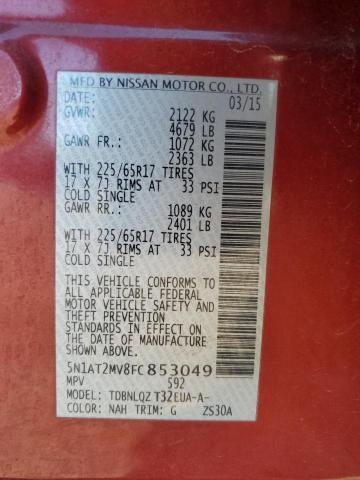 MFD BY NISSAN MOTOR CO., LTD.
DATE: 03/15
GVWR: 2122 KG
4679 LB
GAWR FR: 1072 KG
2363 LB
WITH 225/65R17 TIRES
17 X 7J RIMS AT 33 PSI
COLD SINGLE
GAWR RR: 1089 KG
2401 LB
WITH 225/65R17 TIRES
17 X 7J RIMS AT 33 PSI
COLD SINGLE
THIS VEHICLE CONFORMS TO
ALL APPLICABLE FEDERAL
MOTOR VEHICLE SAFETY AND
THEFT PREVENTION
STANDARDS IN EFFECT ON
THE DATE OF MANUFACTURE
SHOWN ABOVE.
5N1AT2MV8FC853049
MPV 592
MODEL: TDBNLQZ T32EUA-A-
COLOR: NAH TRIM: G ZS30A